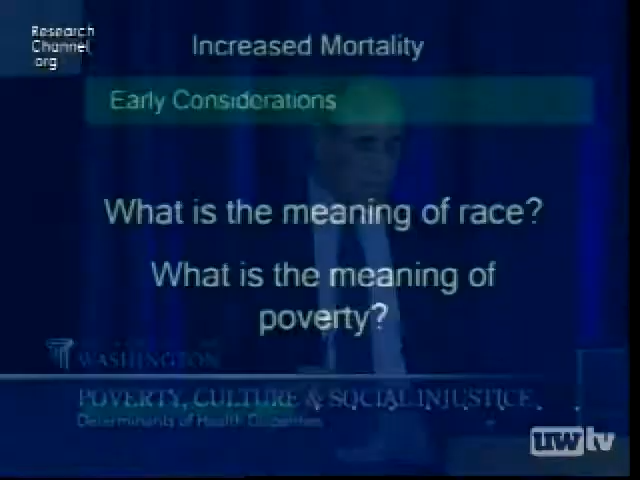 Research
Channel
.org
Increased Mortality
Early Considerations
What is the meaning of race?
What is the meaning of
poverty?
WASHINGTON
POVERTY, CULTURE & SOCIAL INJUSTICE
Determinants of Health Disparities
uwtv